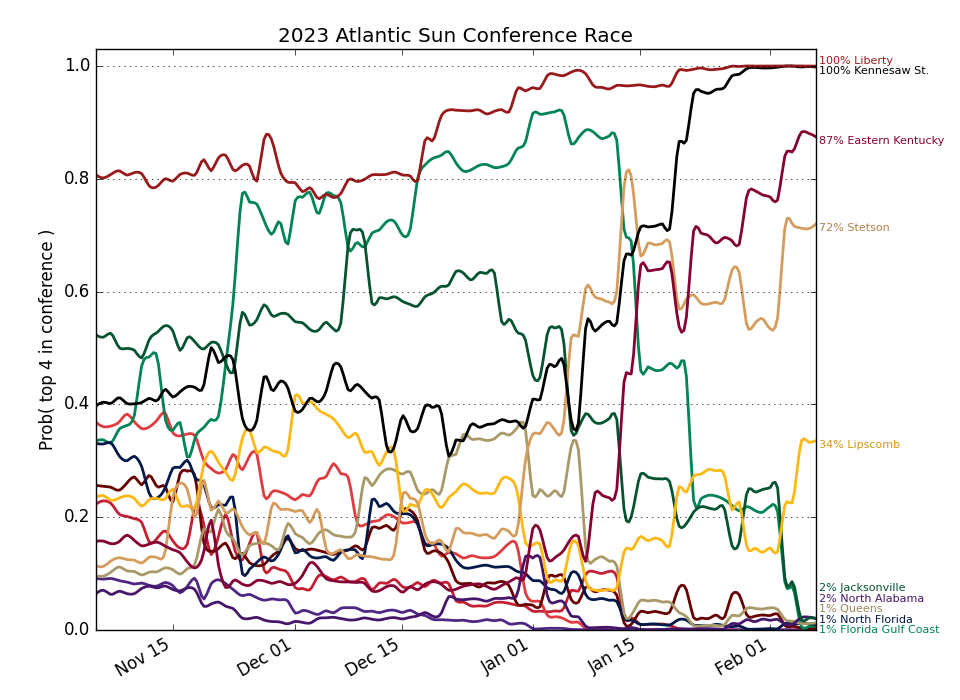 2023 Atlantic Sun Conference Race
Prob( top 4 in conference )
1.0
0.8
0.6
0.4
0.2
0.0
Nov 15
Dec 01
Dec 15
Jan 01
Jan 15
Feb 01
100% Liberty
100% Kennesaw St.
87% Eastern Kentucky
72% Stetson
34% Lipscomb
2% Jacksonville
2% North Alabama
1% Queens
1% North Florida
1% Florida Gulf Coast